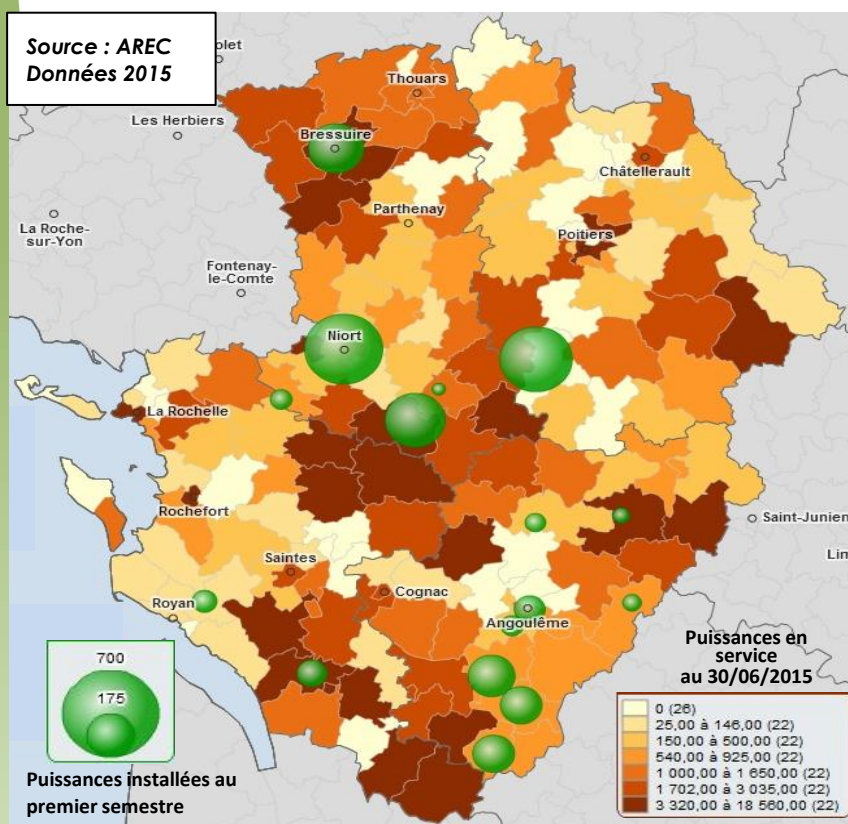 Source : AREC
Données 2015
olet
Thouars
Les Herbiers
Bressuire
Châtellerault
La Roche-
sur-Yon
Parthenay
Poitiers
Fontenay-
le-Comte
Niort
La Rochelle
Rochefort
Saint-Junien
Saintes
Lim
Cognac
Royan
Angoulême
700
175
Puissances installées au
premier semestre
Puissances en
service
au 30/06/2015
0 (26)
25,00 à 146,00 (22)
150,00 à 500,00 (22)
540,00 à 925,00 (22)
1 000,00 à 1 650,00 (22)
1 702,00 à 3 035,00 (22)
3 320,00 à 18 560,00 (22)